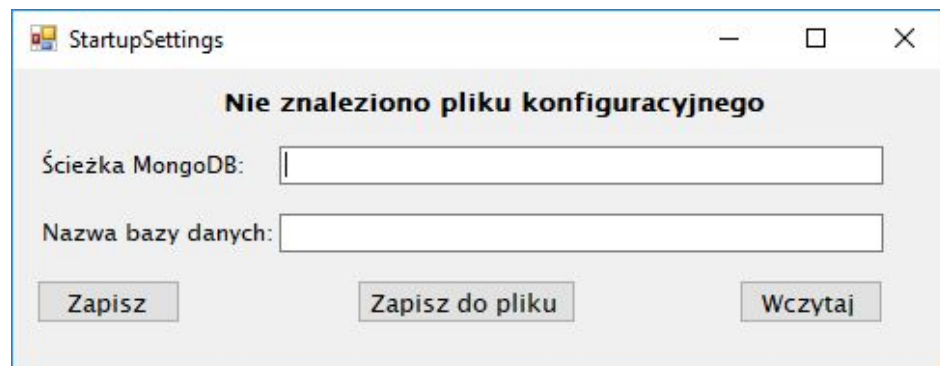 StartupSettings
Nie znaleziono pliku konfiguracyjnego
Ścieżka MongoDB:
Nazwa bazy danych:
Zapisz Zapisz do pliku Wczytaj